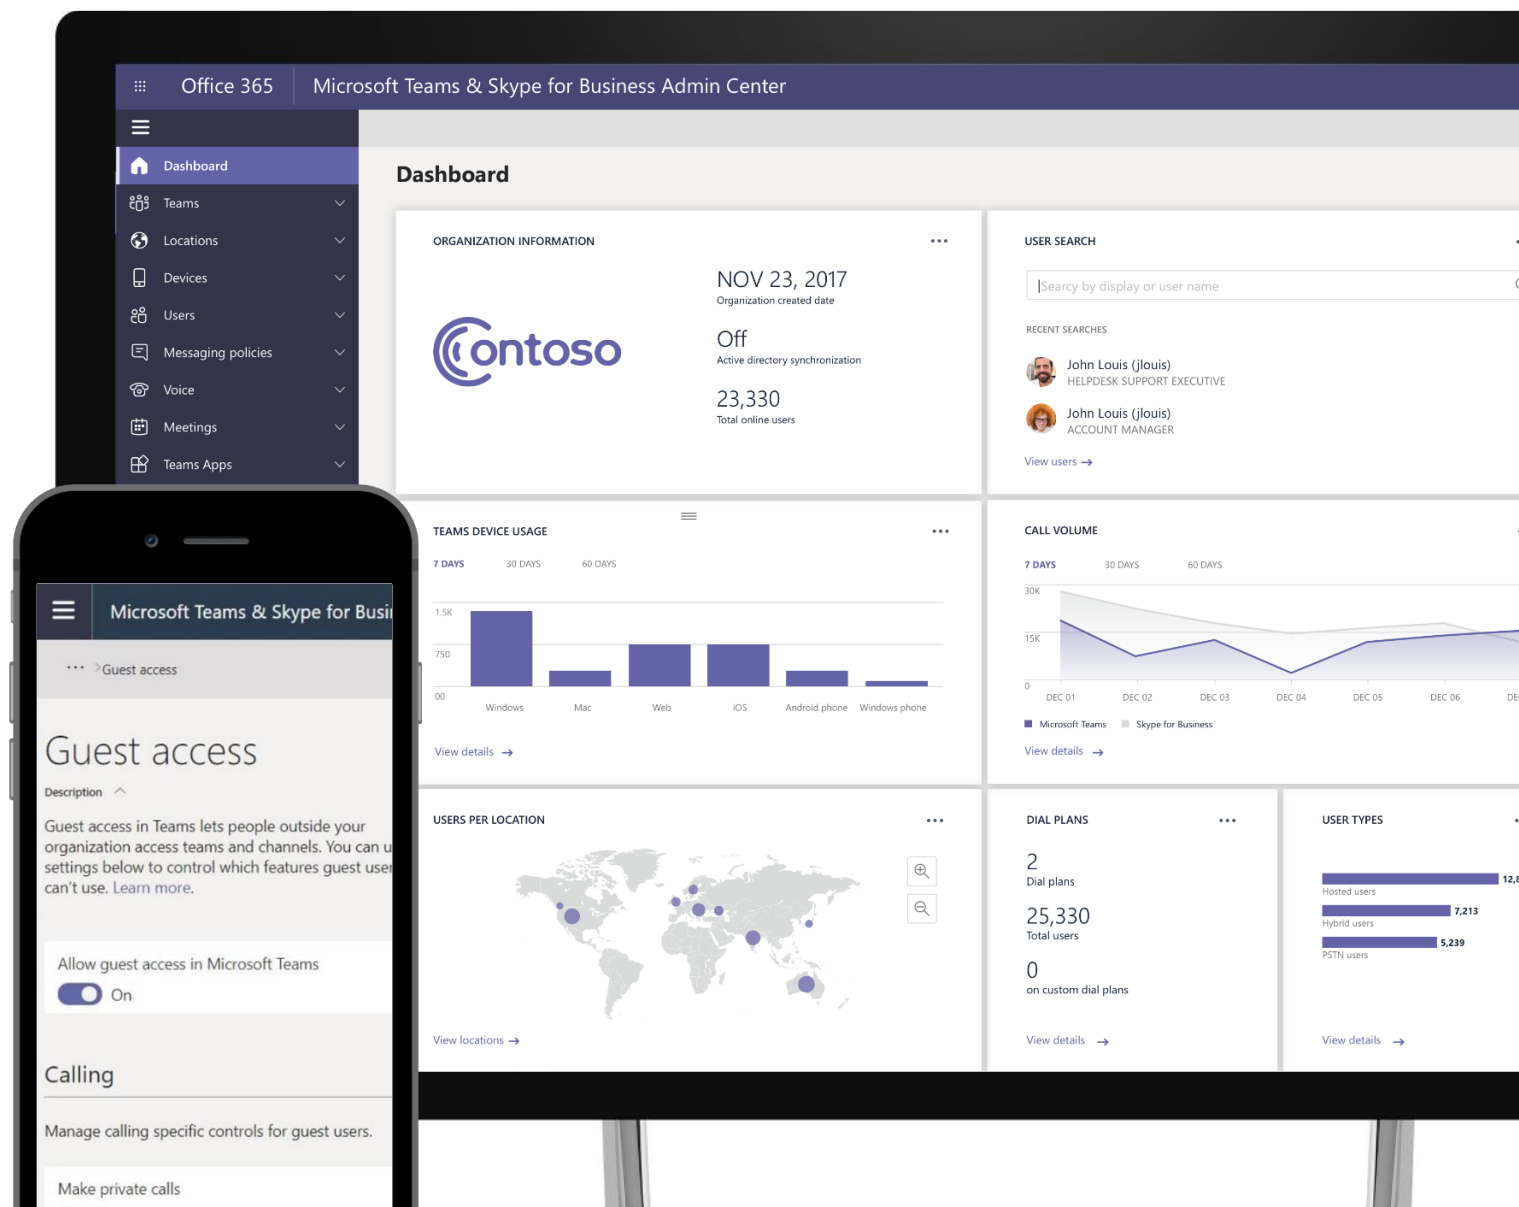 Office 365
Microsoft Teams & Skype for Business Admin Center
Dashboard
Teams
Locations
Devices
Users
Messaging policies
Voice
Meetings
Teams Apps
Dashboard
ORGANIZATION INFORMATION
Contoso
NOV 23, 2017
Organization created date
Off
Active directory synchronization
23,330
Total online users
USER SEARCH
Searcy by display or user name
RECENT SEARCHES
John Louis (jlouis)
HELPDESK SUPPORT EXECUTIVE
John Louis (jlouis)
ACCOUNT MANAGER
View users
TEAMS DEVICE USAGE
7 DAYS 30 DAYS 60 DAYS
1.5K
750
00
Windows Mac Web iOS Android phone Windows phone
View details
CALL VOLUME
7 DAYS 30 DAYS 60 DAYS
30K
15K
0
DEC 01 DEC 02 DEC 03 DEC 04 DEC 05 DEC 06
Microsoft Teams Skype for Business
View details
USERS PER LOCATION
View locations
DIAL PLANS
2
Dial plans
25,330
Total users
0
on custom dial plans
View details
USER TYPES
Hosted users
7,213
Hybrid users
5,239
PSTN users
View details
Microsoft Teams & Skype for Busi
Guest access
Guest access
Description
Guest access in Teams lets people outside your
organization access teams and channels. You can u
settings below to control which features guest user
can't use. Learn more.
Allow guest access in Microsoft Teams
On
Calling
Manage calling specific controls for guest users.
Make private calls